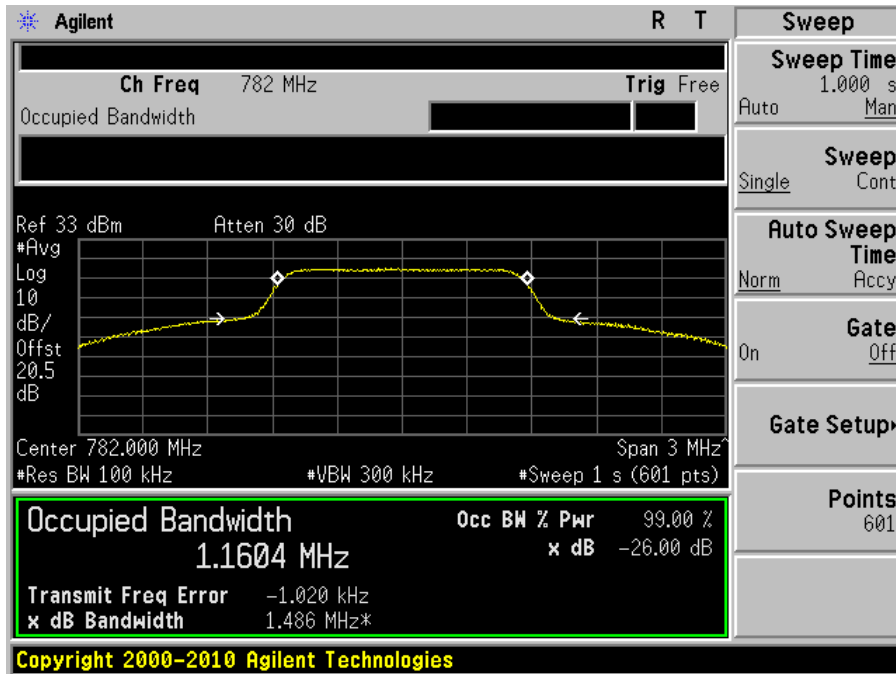 Agilent R T
Ch Freq 782 MHz Trig Free
Occupied Bandwidth
Ref 33 dBm Atten 30 dB
#Avg
Log
10
dB/
Offst
20.5
dB
Center 782.000 MHz Span 3 MHz^
#Res BW 100 kHz #VBW 300 kHz #Sweep 1 s (601 pts)
Occupied Bandwidth Occ BW % Pwr 99.00 %
1.1604 MHz x dB -26.00 dB
Transmit Freq Error -1.020 kHz
x dB Bandwidth 1.486 MHz*
Copyright 2000-2010 Agilent Technologies
Sweep
Sweep Time
1.000 s
Auto Man
Sweep
Single Cont
Auto Sweep
Time
Norm Accy
Gate
On Off
Gate Setup
Points
601